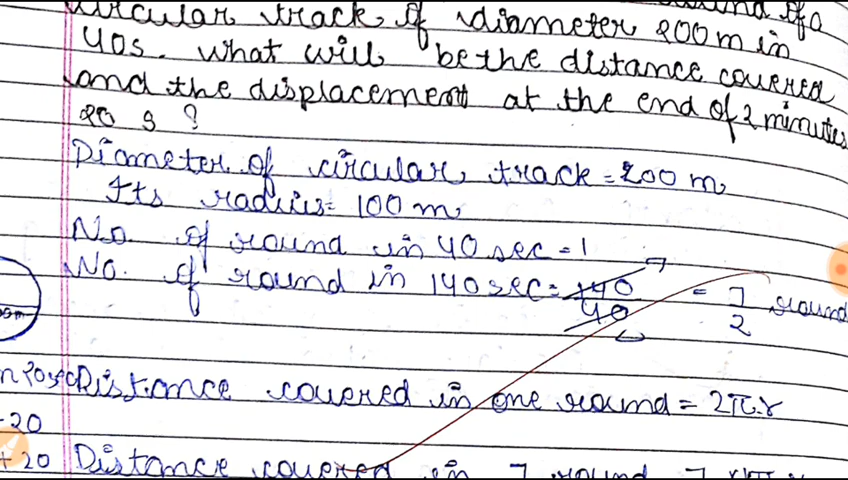 circular track of diameter 200 m in
40s. what will be the distance covered
and the displacement at the end of 2 minutes
20 s ?
Diameter of circular track = 200 m
Its radius = 100 m
No. of round in 40 sec = 1
No. of round in 140 sec = 140/40 = 7/2 round
Distance covered in one round = 2πr
-20
+20 Distance covered in 7 round